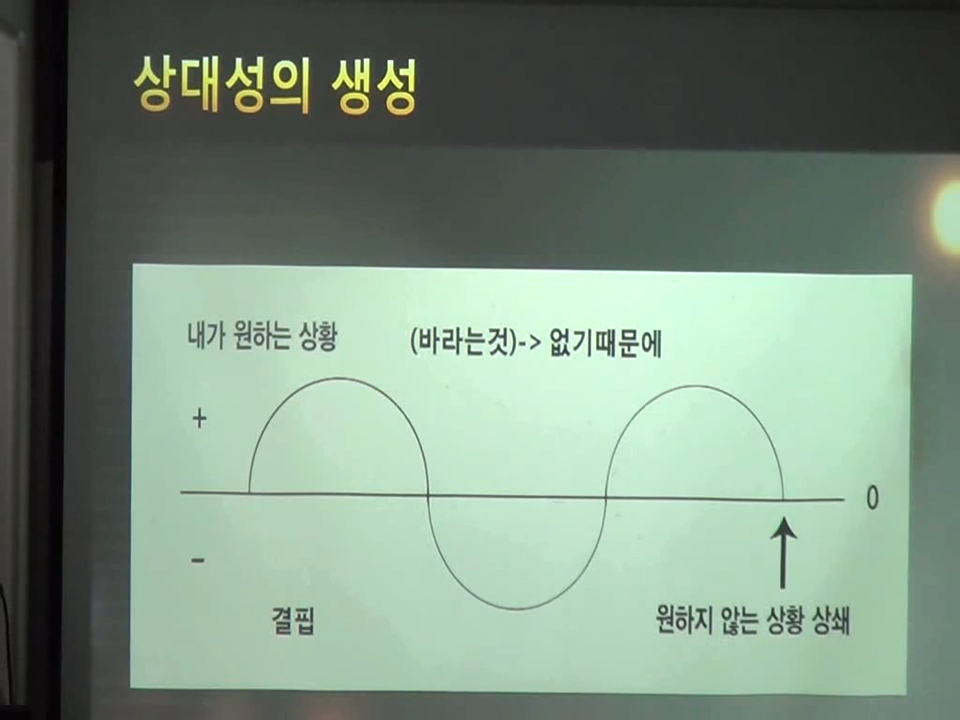 상대성의 생성
내가 원하는 상황 (바라는것)-> 없기때문에
+
0
-
결핍
원하지 않는 상황 상쇄